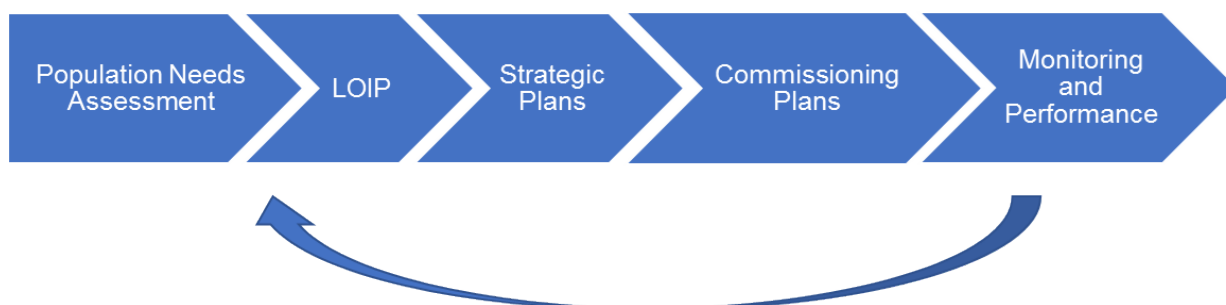 Population Needs
Assessment
LOIP
Strategic
Plans
Commissioning
Plans
Monitoring
and
Performance